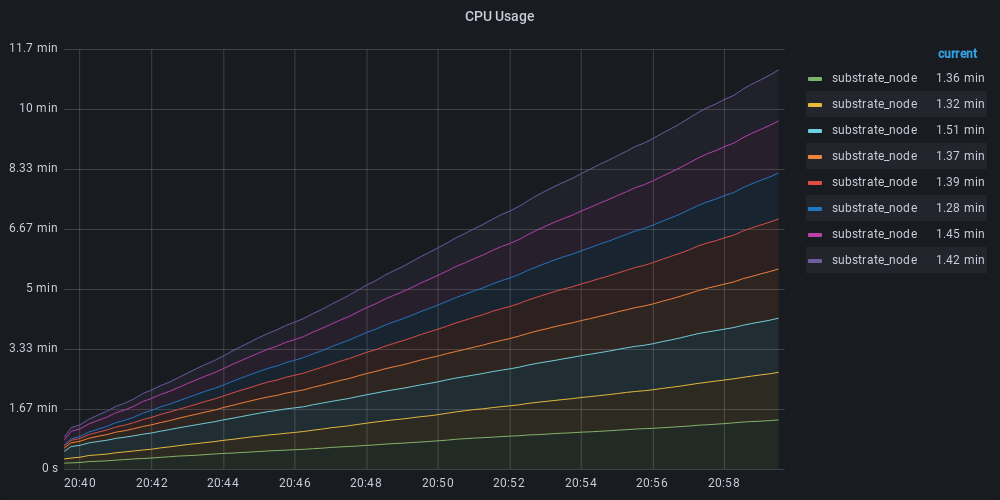 CPU Usage
11.7 min
10 min
8.33 min
6.67 min
5 min
3.33 min
1.67 min
0 s
20:40 20:42 20:44 20:46 20:48 20:50 20:52 20:54 20:56 20:58
current
substrate_node 1.36 min
substrate_node 1.32 min
substrate_node 1.51 min
substrate_node 1.37 min
substrate_node 1.39 min
substrate_node 1.28 min
substrate_node 1.45 min
substrate_node 1.42 min